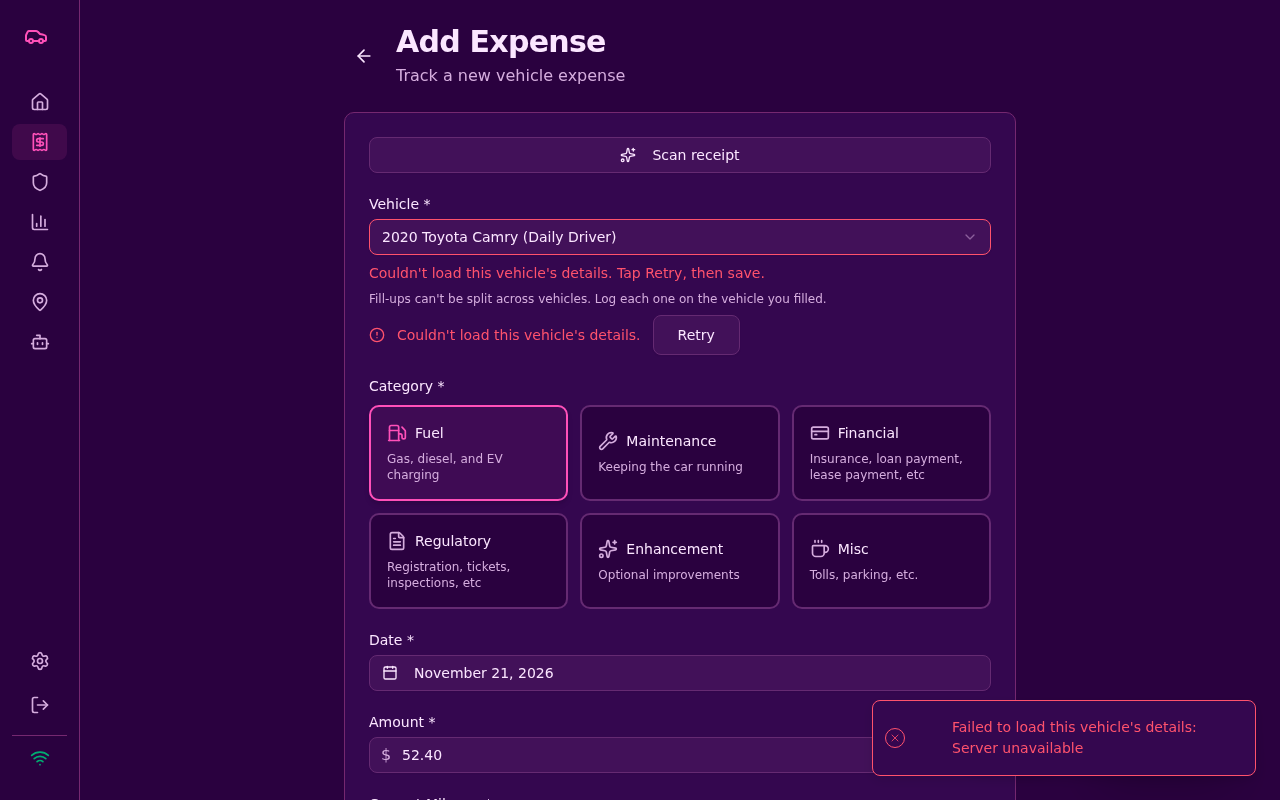 Add Expense
Track a new vehicle expense
Scan receipt
Vehicle *
2020 Toyota Camry (Daily Driver)
Couldn't load this vehicle's details. Tap Retry, then save.
Fill-ups can't be split across vehicles. Log each one on the vehicle you filled.
Couldn't load this vehicle's details.
Retry
Category *
Fuel
Gas, diesel, and EV
charging
Maintenance
Keeping the car running
Financial
Insurance, loan payment,
lease payment, etc
Regulatory
Registration, tickets,
inspections, etc
Enhancement
Optional improvements
Misc
Tolls, parking, etc.
Date *
November 21, 2026
Amount *
$ 52.40
Failed to load this vehicle's details:
Server unavailable